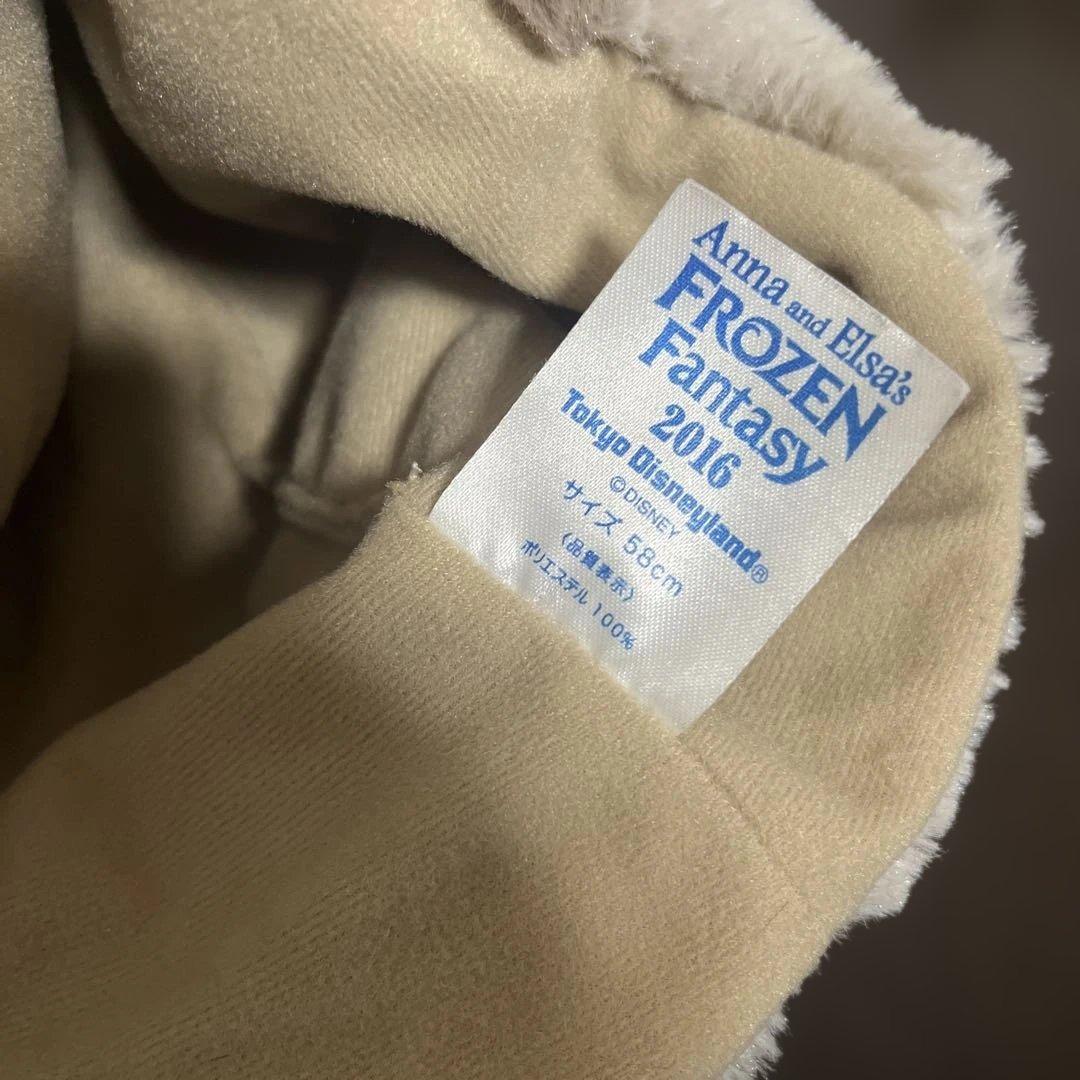 Anna and Elsa's
FROZEN
Fantasy
2016
Tokyo Disneyland®
©DISNEY
サイズ 58cm
〈品質表示〉
ポリエステル 100%